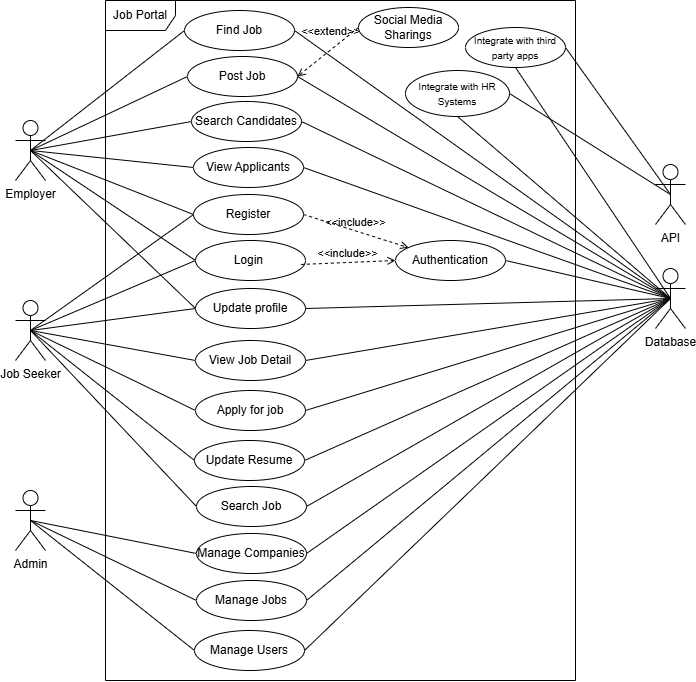 Job Portal
Find Job
<<extend>>
Social Media
Sharings
Integrate with third
party apps
Post Job
Integrate with HR
Systems
Search Candidates
View Applicants
Employer
Register
<<include>>
API
Login
<<include>>
Authentication
Update profile
Database
View Job Detail
Job Seeker
Apply for job
Update Resume
Search Job
Manage Companies
Admin
Manage Jobs
Manage Users